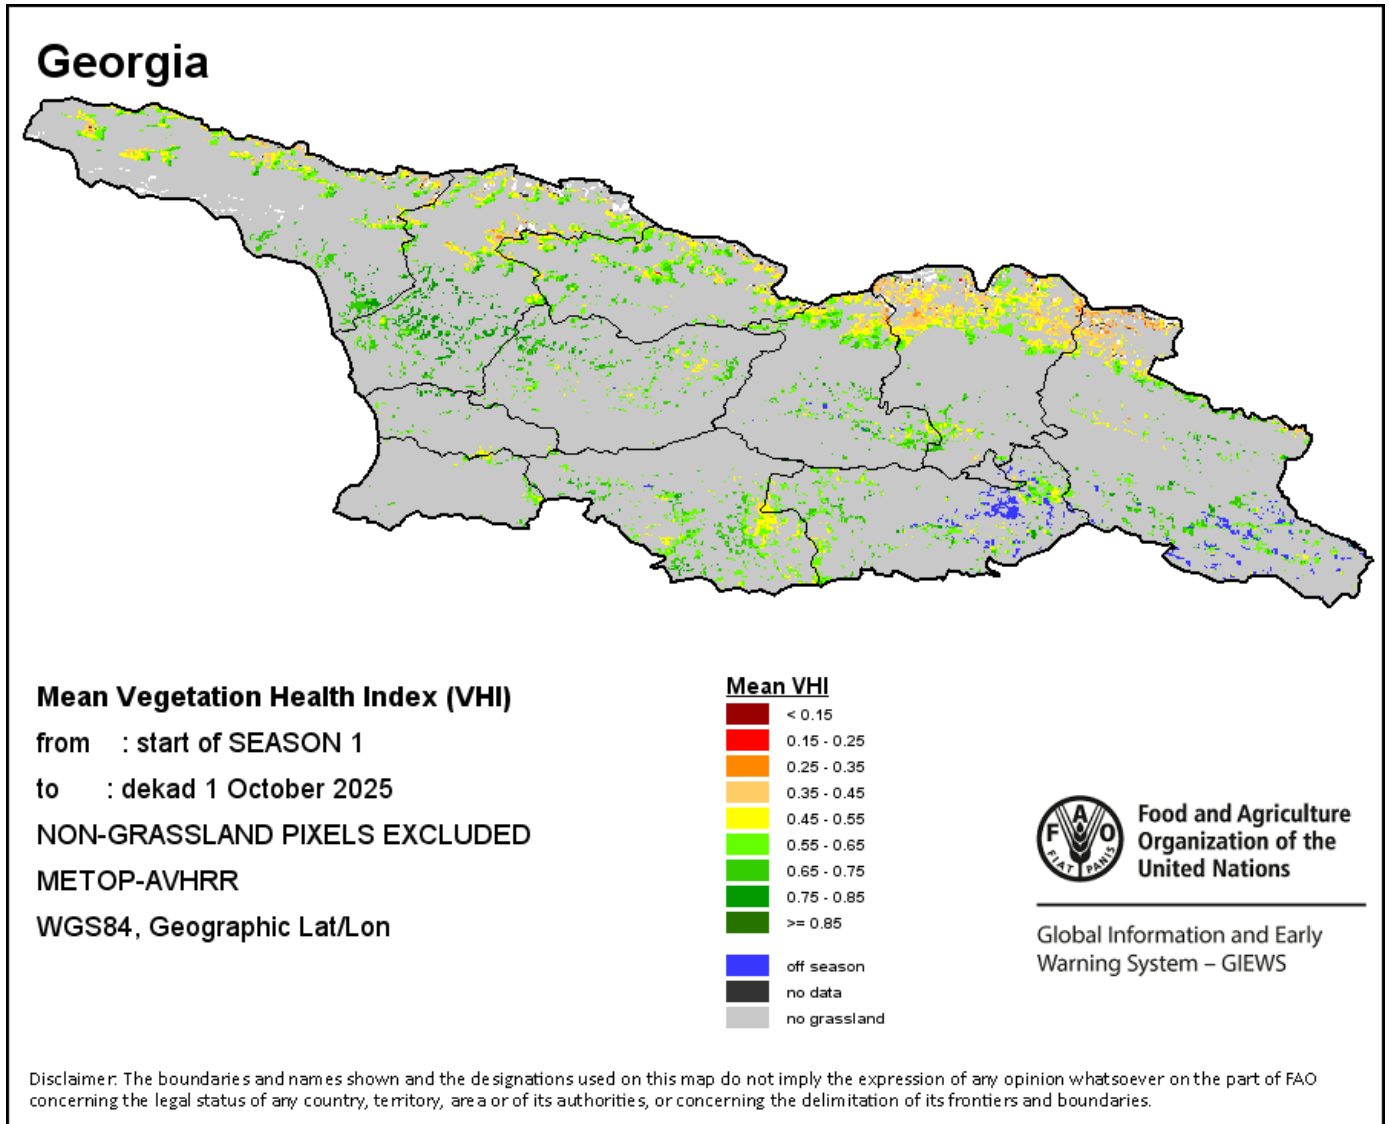 Georgia
Mean Vegetation Health Index (VHI)
from : start of SEASON 1
to : dekad 1 October 2025
NON-GRASSLAND PIXELS EXCLUDED
METOP-AVHRR
WGS84, Geographic Lat/Lon
Mean VHI
< 0.15
0.15 - 0.25
0.25 - 0.35
0.35 - 0.45
0.45 - 0.55
0.55 - 0.65
0.65 - 0.75
0.75 - 0.85
>= 0.85
off season
no data
no grassland
F A O
FIAT PANIS
Food and Agriculture
Organization of the
United Nations
Global Information and Early
Warning System – GIEWS
Disclaimer: The boundaries and names shown and the designations used on this map do not imply the expression of any opinion whatsoever on the part of FAO
concerning the legal status of any country, territory, area or of its authorities, or concerning the delimitation of its frontiers and boundaries.